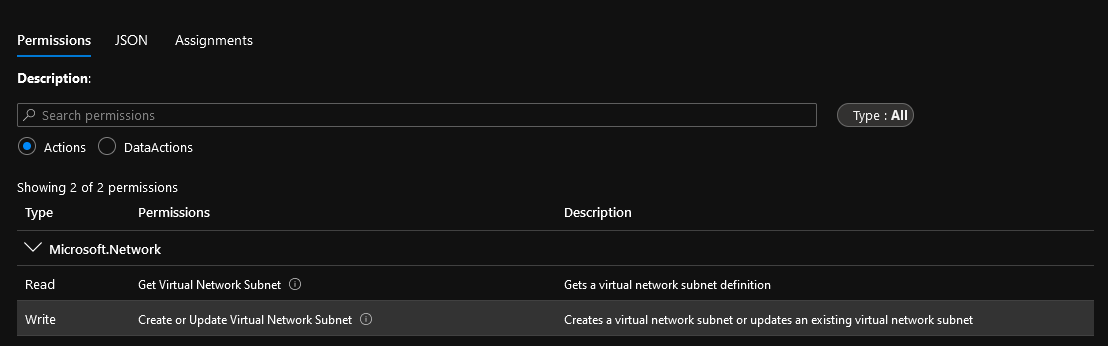 Permissions JSON Assignments
Description:
Search permissions Type : All
Actions DataActions
Showing 2 of 2 permissions
Type Permissions Description
Microsoft.Network
Read Get Virtual Network Subnet Gets a virtual network subnet definition
Write Create or Update Virtual Network Subnet Creates a virtual network subnet or updates an existing virtual network subnet